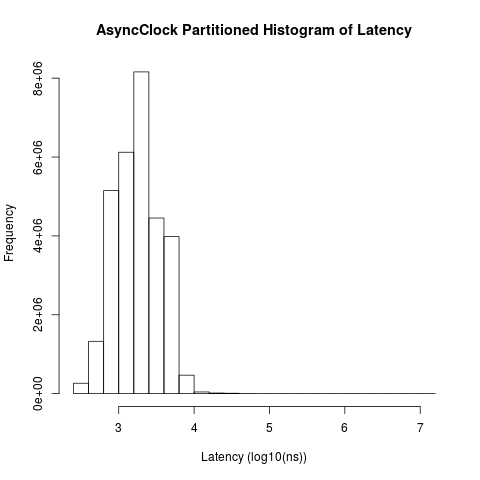 AsyncClock Partitioned Histogram of Latency
Frequency
8e+06
6e+06
4e+06
2e+06
0e+00
3 4 5 6 7
Latency (log10(ns))